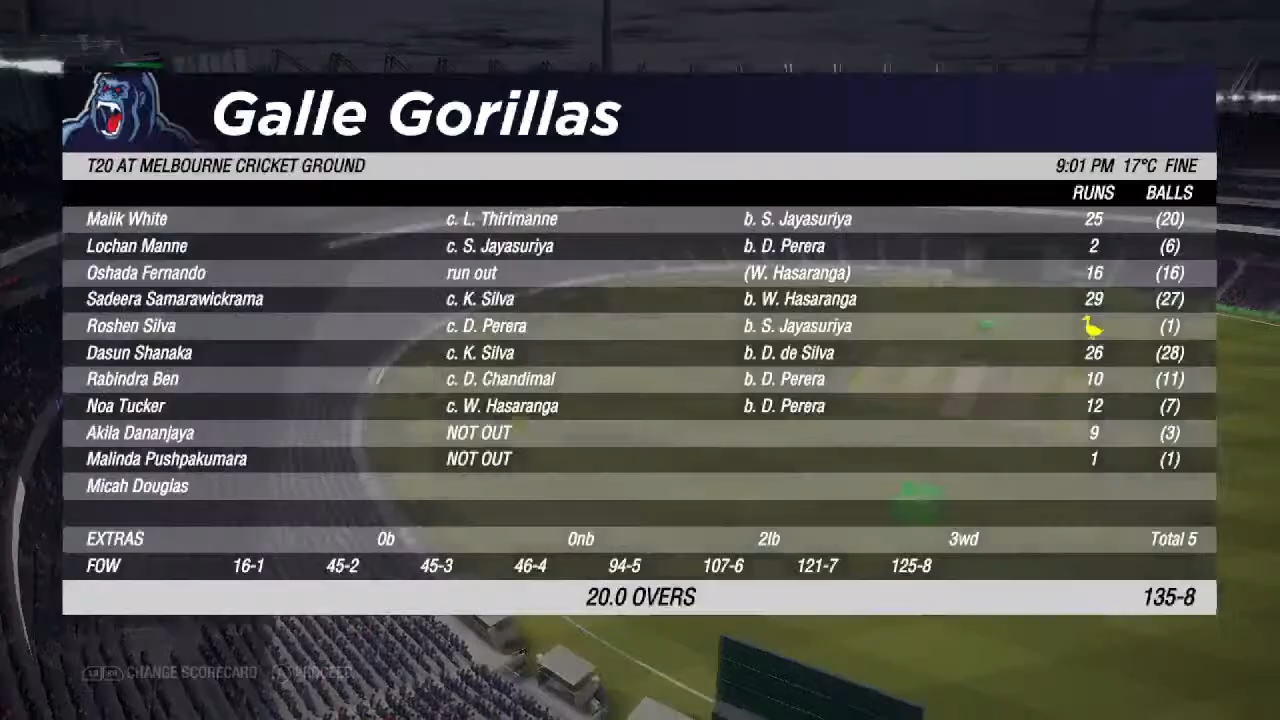 Galle Gorillas
T20 AT MELBOURNE CRICKET GROUND 9:01 PM 17°C FINE
RUNS BALLS
Malik White c. L. Thirimanne b. S. Jayasuriya 25 (20)
Lochan Manne c. S. Jayasuriya b. D. Perera 2 (6)
Oshada Fernando run out (W. Hasaranga) 16 (16)
Sadeera Samarawickrama c. K. Silva b. W. Hasaranga 29 (27)
Roshen Silva c. D. Perera b. S. Jayasuriya (1)
Dasun Shanaka c. K. Silva b. D. de Silva 26 (28)
Rabindra Ben c. D. Chandimal b. D. Perera 10 (11)
Noa Tucker c. W. Hasaranga b. D. Perera 12 (7)
Akila Dananjaya NOT OUT 9 (3)
Malinda Pushpakumara NOT OUT 1 (1)
Micah Douglas
EXTRAS 0b 0nb 2lb 3wd Total 5
FOW 16-1 45-2 45-3 46-4 94-5 107-6 121-7 125-8
20.0 OVERS 135-8
CHANGE SCORECARD PROCEED